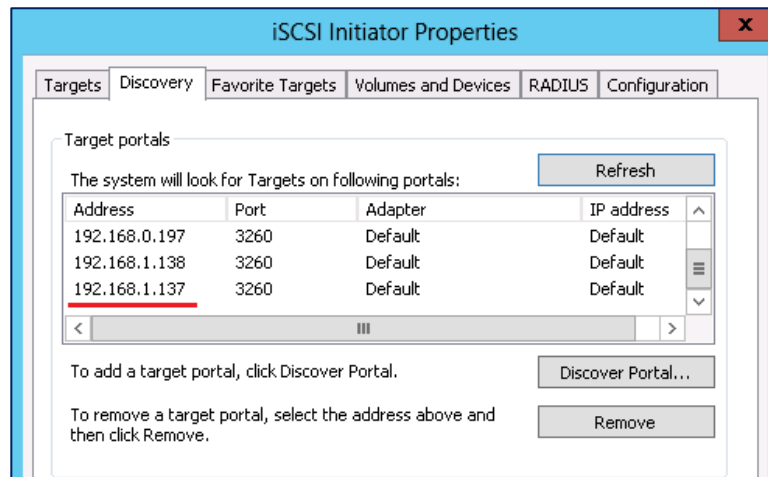 iSCSI Initiator Properties
x
Targets Discovery Favorite Targets Volumes and Devices RADIUS Configuration
Target portals
The system will look for Targets on following portals:
Refresh
Address Port Adapter IP address
192.168.0.197 3260 Default Default
192.168.1.138 3260 Default Default
192.168.1.137 3260 Default Default
To add a target portal, click Discover Portal.
Discover Portal...
To remove a target portal, select the address above and
then click Remove.
Remove